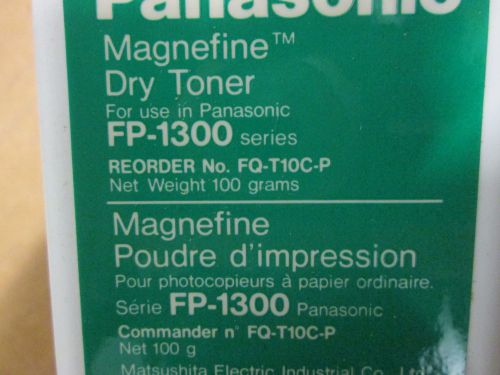 Panasonic
Magnefine™
Dry Toner
For use in Panasonic
FP-1300 series
REORDER No. FQ-T10C-P
Net Weight 100 grams
Magnefine
Poudre d'impression
Pour photocopieurs à papier ordinaire.
Série FP-1300 Panasonic
Commander n° FQ-T10C-P
Net 100 g
Matsushita Electric Industrial Co., Ltd.